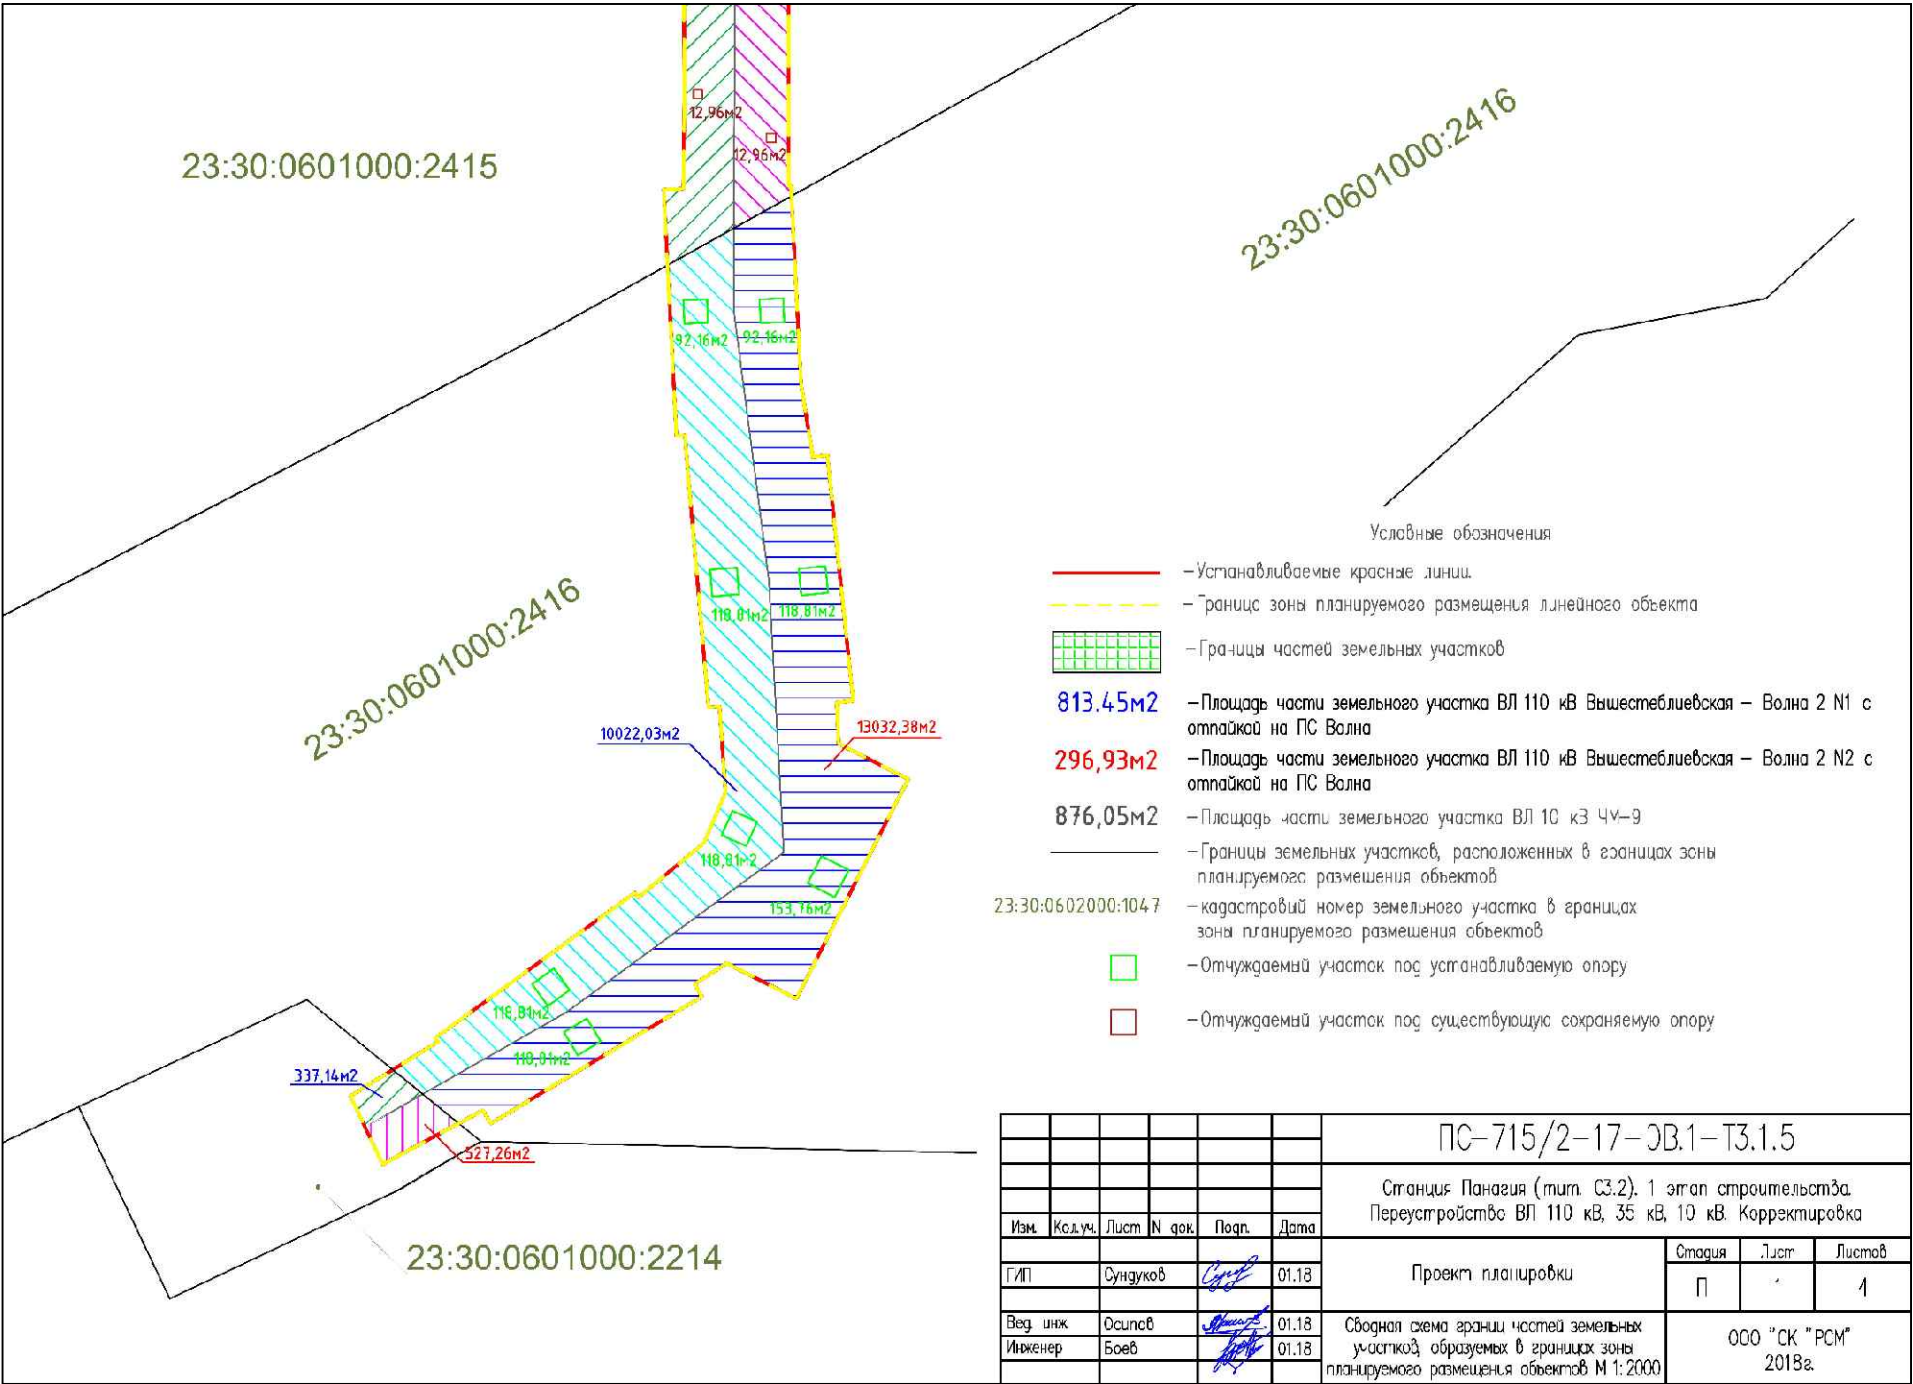 12,96м2
12,96м2
23:30:0601000:2415
23:30:0601000:2416
92,16м2
92,16м2
118,81м2
118,81м2
23:30:0601000:2416
10022,03м2
13032,38м2
118,81м2
153,76м2
118,81м2
118,81м2
337,14м2
527,26м2
23:30:0601000:2214
Условные обозначения
–Устанавливаемые красные линии.
–Граница зоны планируемого размещения линейного объекта
–Границы частей земельных участков
813.45м2 –Площадь части земельного участка ВЛ 110 кВ Вышестеблиевская – Волна 2 N1 с
отпайкой на ПС Волна
296,93м2 –Площадь части земельного участка ВЛ 110 кВ Вышестеблиевская – Волна 2 N2 с
отпайкой на ПС Волна
876,05м2 –Площадь части земельного участка ВЛ 10 кВ ЧМ–9
–Границы земельных участков, расположенных в границах зоны
планируемого размешения объектов
23:30:0602000:1047 –кадастровый номер земельного участка в границах
зоны планируемого размещения объектов
–Отчуждаемый участок под устанавливаемую опору
–Отчуждаемый участок под существующую сохраняемую опору
ПС–715/2–17–ЭВ.1–ТЗ.1.5
Станция Панагия (тит. С3.2). 1 этап строительства.
Переустройство ВЛ 110 кВ, 35 кВ, 10 кВ. Корректировка
Изм. Кол.уч. Лист N док. Подп. Дата
Проект планировки
Стадия Лист Листов
П 1
ГИП Сундуков 01.18
Вед. инж Осипов 01.18
Инженер Боев 01.18
Сводная схема грании частей земельных
участков, образуемых в границах зоны
планируемого размещения объектов М 1:2000
ООО "СК "РСМ"
2018г.